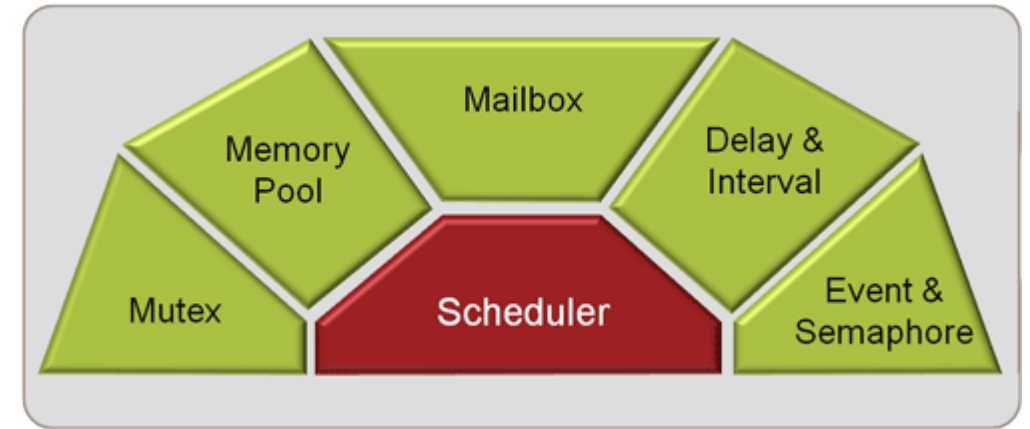 Mailbox
Memory
Pool
Delay &
Interval
Mutex
Scheduler
Event &
Semaphore